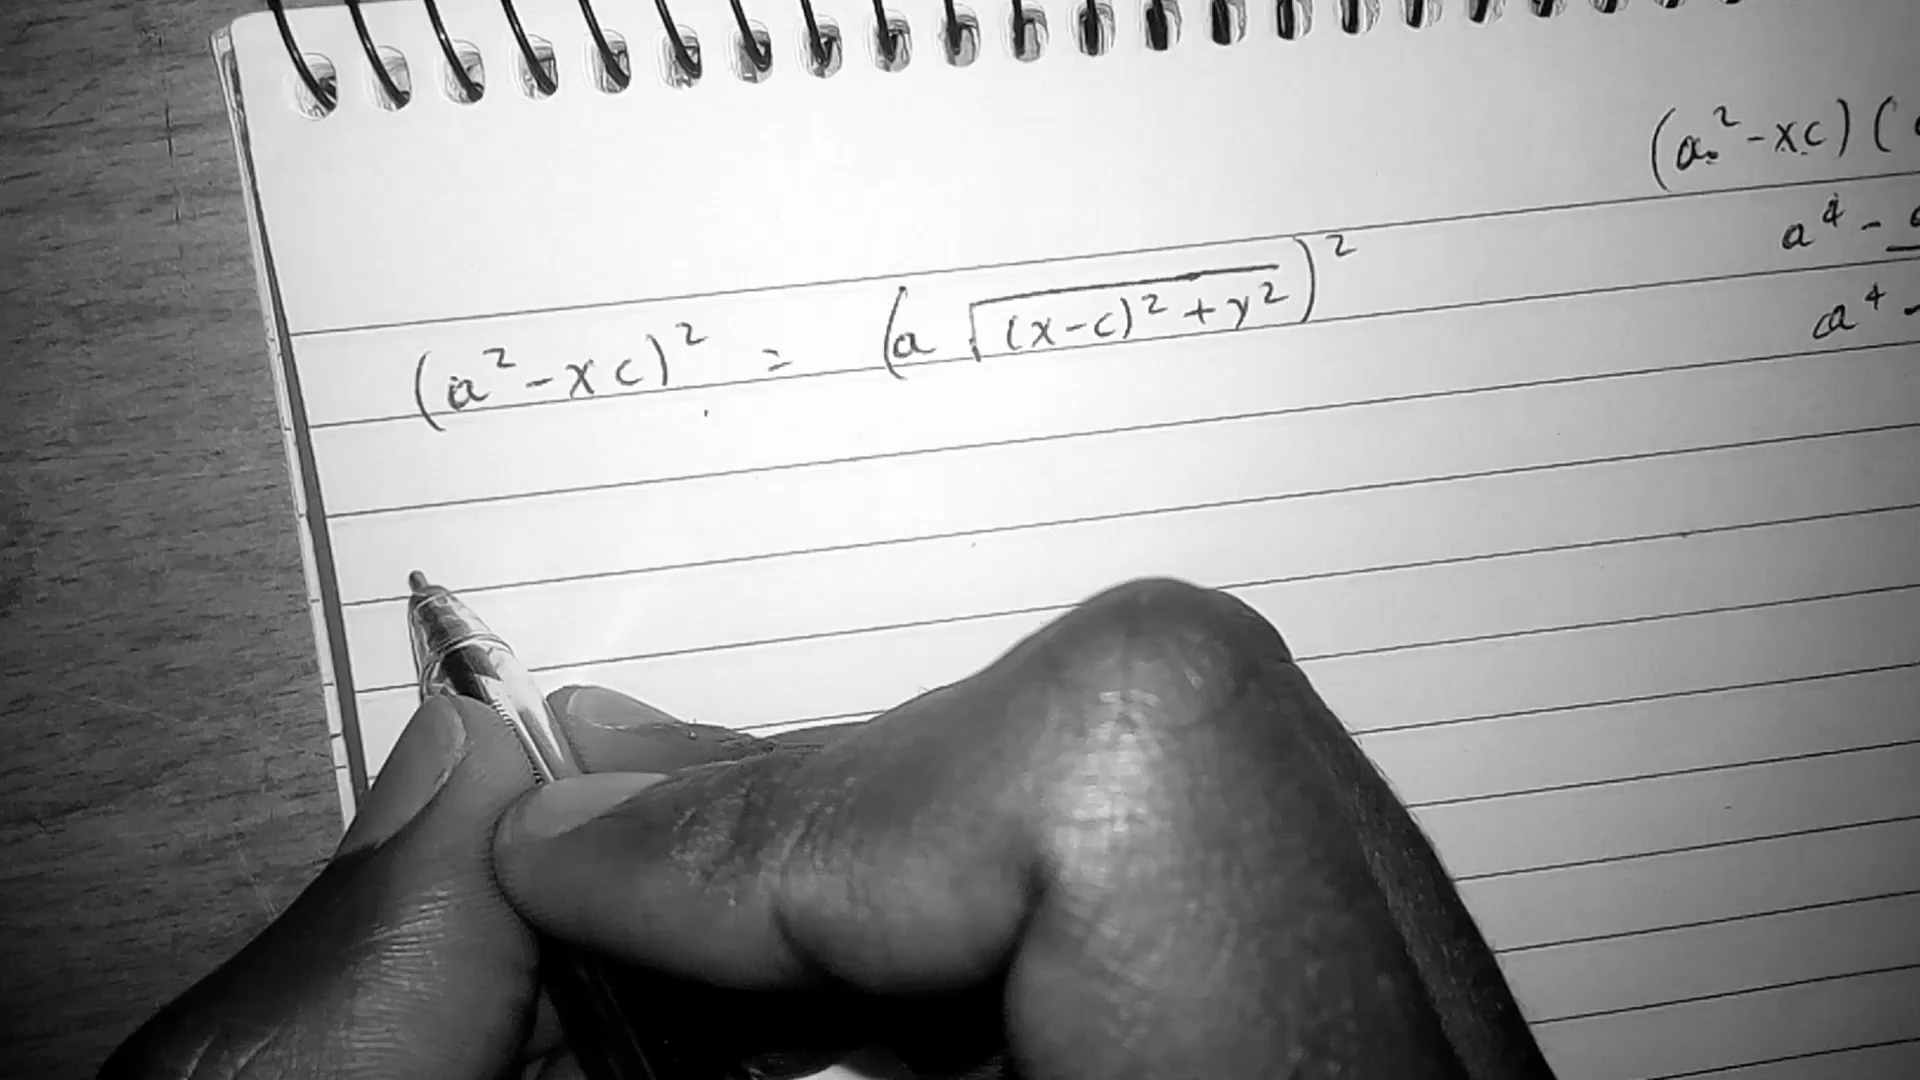 (a² - xc)² = (a √((x-c)² + y²))²
(a² - xc) (
a⁴ -
a⁴ -